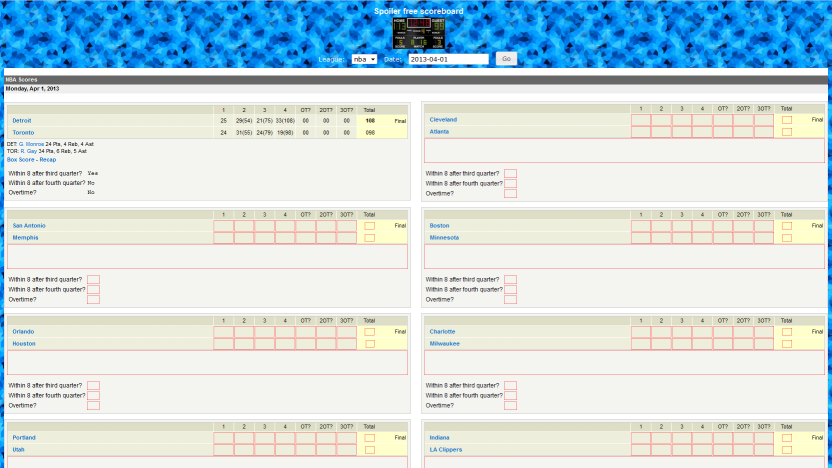 Spoiler free scoreboard
HOME GUEST
League: nba Date: 2013-04-01 Go
NBA Scores
Monday, Apr 1, 2013
1 2 3 4 OT? 2OT? 3OT? Total
Detroit 25 29(54) 21(75) 33(108) 00 00 00 108 Final
Toronto 24 31(55) 24(79) 19(98) 00 00 00 098
DET: G. Monroe 24 Pts, 4 Reb, 4 Ast
TOR: R. Gay 34 Pts, 6 Reb, 5 Ast
Box Score - Recap
Within 8 after third quarter? Yes
Within 8 after fourth quarter? No
Overtime? No
1 2 3 4 OT? 2OT? 3OT? Total
Cleveland Final
Atlanta
Within 8 after third quarter?
Within 8 after fourth quarter?
Overtime?
1 2 3 4 OT? 2OT? 3OT? Total
San Antonio Final
Memphis
Within 8 after third quarter?
Within 8 after fourth quarter?
Overtime?
1 2 3 4 OT? 2OT? 3OT? Total
Boston Final
Minnesota
Within 8 after third quarter?
Within 8 after fourth quarter?
Overtime?
1 2 3 4 OT? 2OT? 3OT? Total
Orlando Final
Houston
Within 8 after third quarter?
Within 8 after fourth quarter?
Overtime?
1 2 3 4 OT? 2OT? 3OT? Total
Charlotte Final
Milwaukee
Within 8 after third quarter?
Within 8 after fourth quarter?
Overtime?
1 2 3 4 OT? 2OT? 3OT? Total
Portland Final
Utah
1 2 3 4 OT? 2OT? 3OT? Total
Indiana Final
LA Clippers